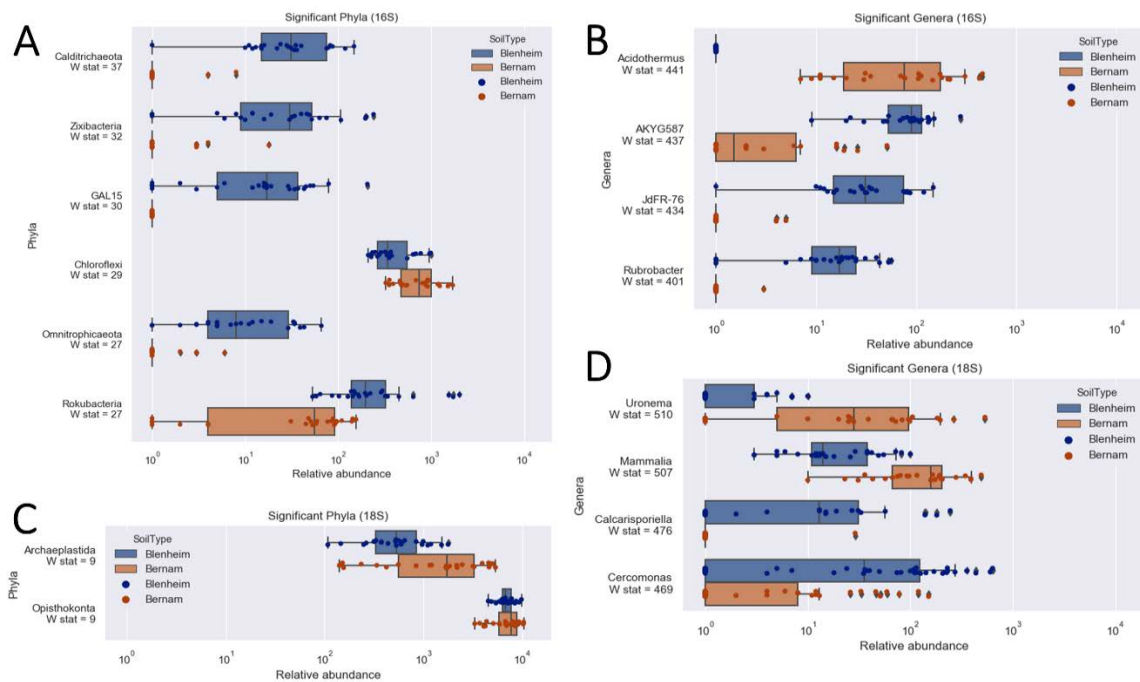 A
Significant Phyla (16S)
SoilType
Blenheim
Bernam
Blenheim
Bernam
Phyla
Calditrichaeota
W stat = 37
Zixibacteria
W stat = 32
GAL15
W stat = 30
Chloroflexi
W stat = 29
Omnitrophicaeota
W stat = 27
Rokubacteria
W stat = 27
10⁰ 10¹ 10² 10³ 10⁴
Relative abundance
B
Significant Genera (16S)
SoilType
Blenheim
Bernam
Blenheim
Bernam
Genera
Acidothermus
W stat = 441
AKYG587
W stat = 437
JdFR-76
W stat = 434
Rubrobacter
W stat = 401
10⁰ 10¹ 10² 10³ 10⁴
Relative abundance
C
Significant Phyla (18S)
SoilType
Blenheim
Bernam
Blenheim
Bernam
Phyla
Archaeplastida
W stat = 9
Opisthokonta
W stat = 9
10⁰ 10¹ 10² 10³ 10⁴
Relative abundance
D
Significant Genera (18S)
SoilType
Blenheim
Bernam
Blenheim
Bernam
Genera
Uronema
W stat = 510
Mammalia
W stat = 507
Calcarisporiella
W stat = 476
Cercomonas
W stat = 469
10⁰ 10¹ 10² 10³ 10⁴
Relative abundance